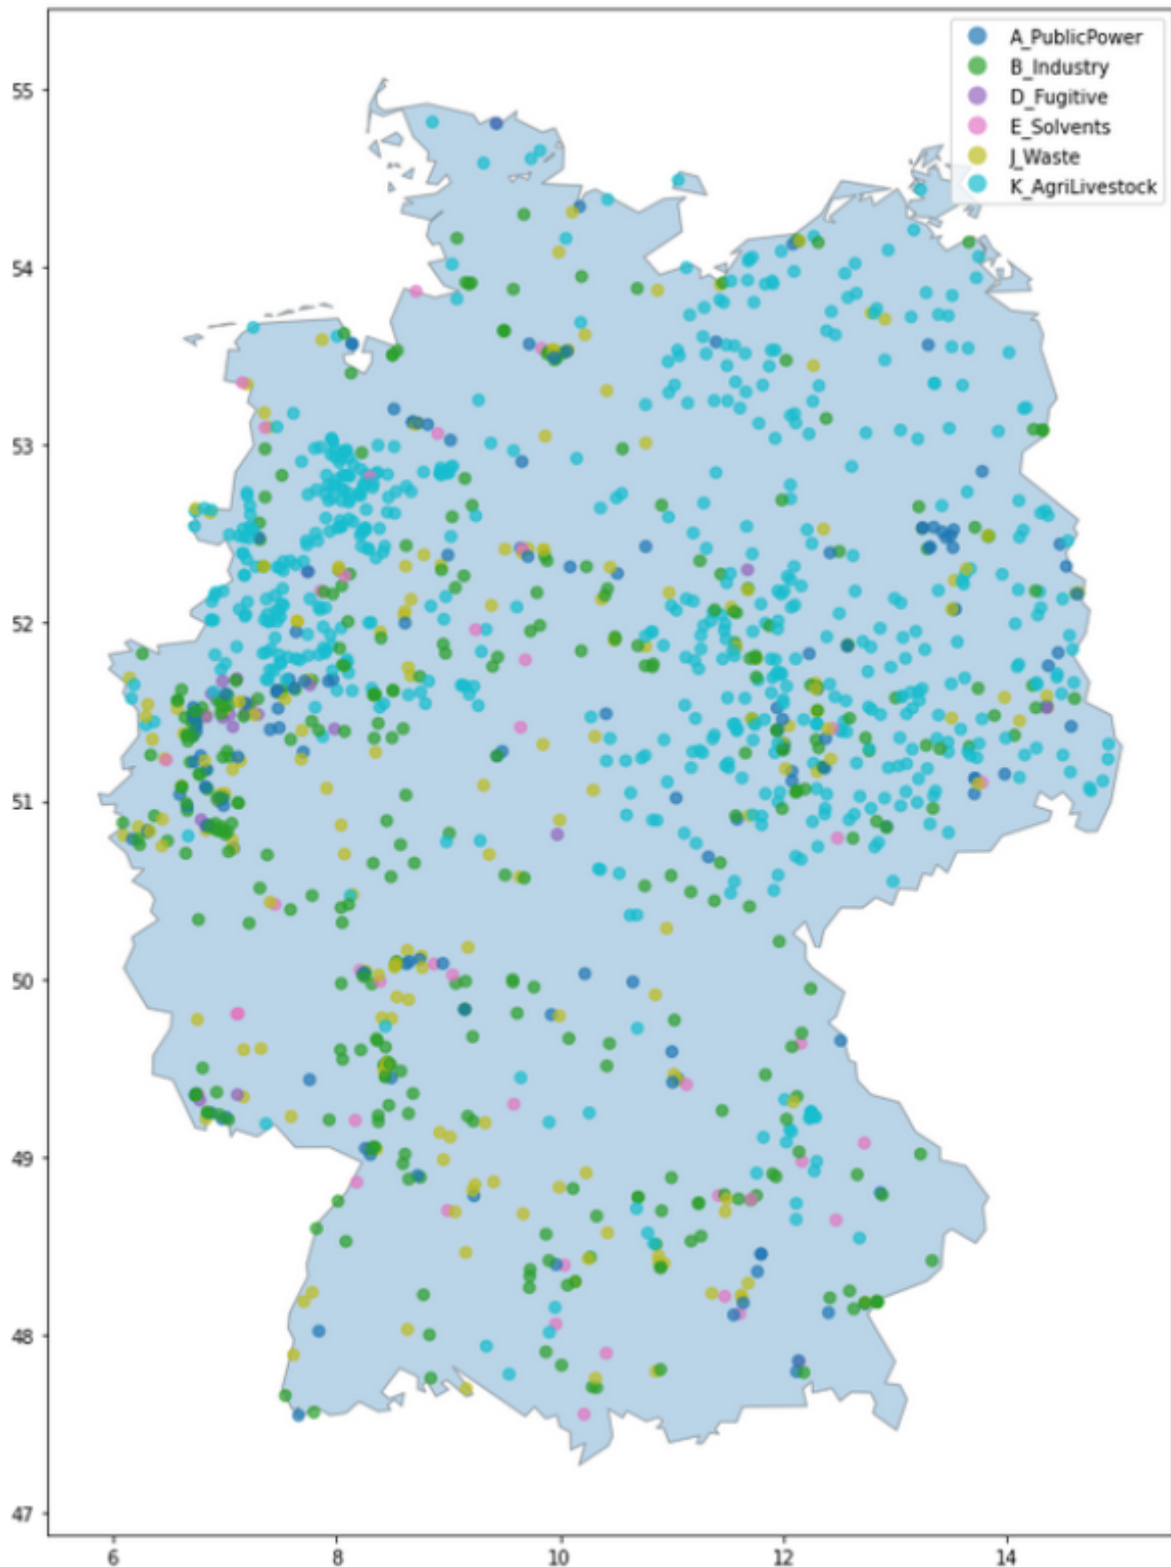 A_PublicPower
B_Industry
D_Fugitive
E_Solvents
J_Waste
K_AgriLivestock
55
54
53
52
51
50
49
48
47
6 8 10 12 14